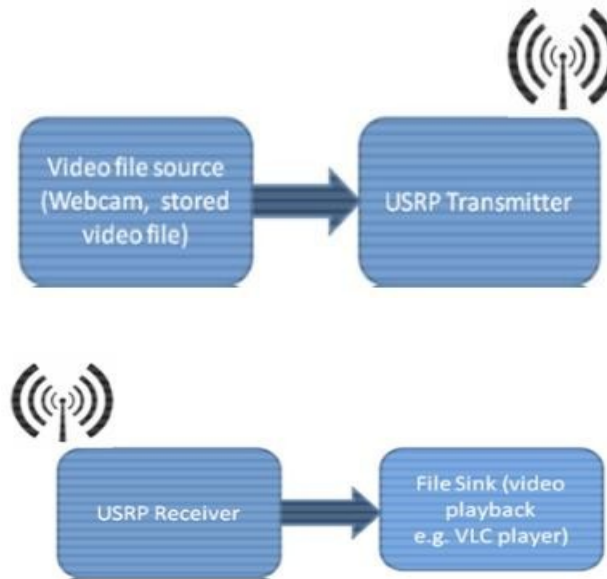 Video file source
(Webcam, stored
video file)
USRP Transmitter
USRP Receiver
File Sink (video
playback
e.g. VLC player)